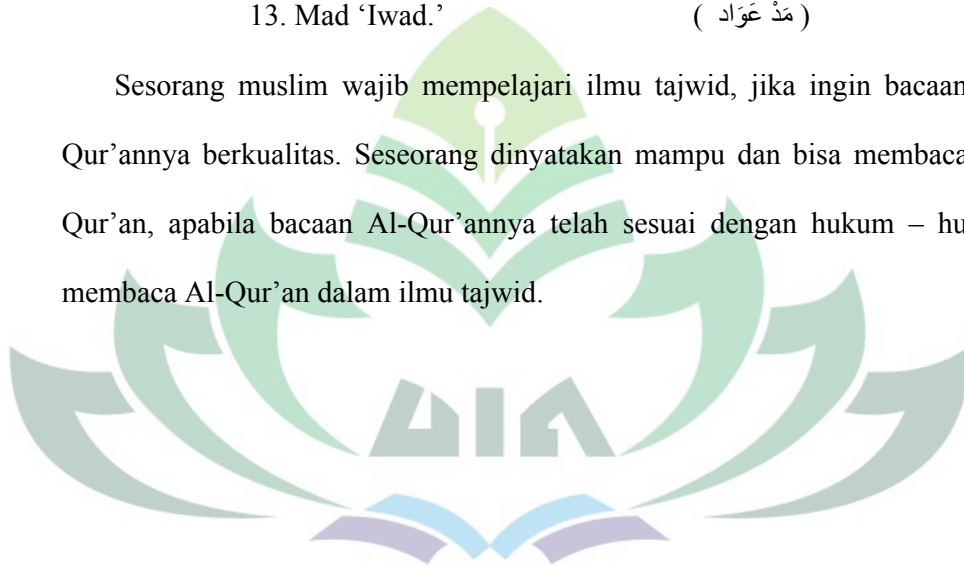 13. Mad ‘Iwad.’ ( مَدْ عَوَاد )
Sesorang muslim wajib mempelajari ilmu tajwid, jika ingin bacaan
Qur’annya berkualitas. Seseorang dinyatakan mampu dan bisa membaca
Qur’an, apabila bacaan Al-Qur’annya telah sesuai dengan hukum – hu
membaca Al-Qur’an dalam ilmu tajwid.
UIN